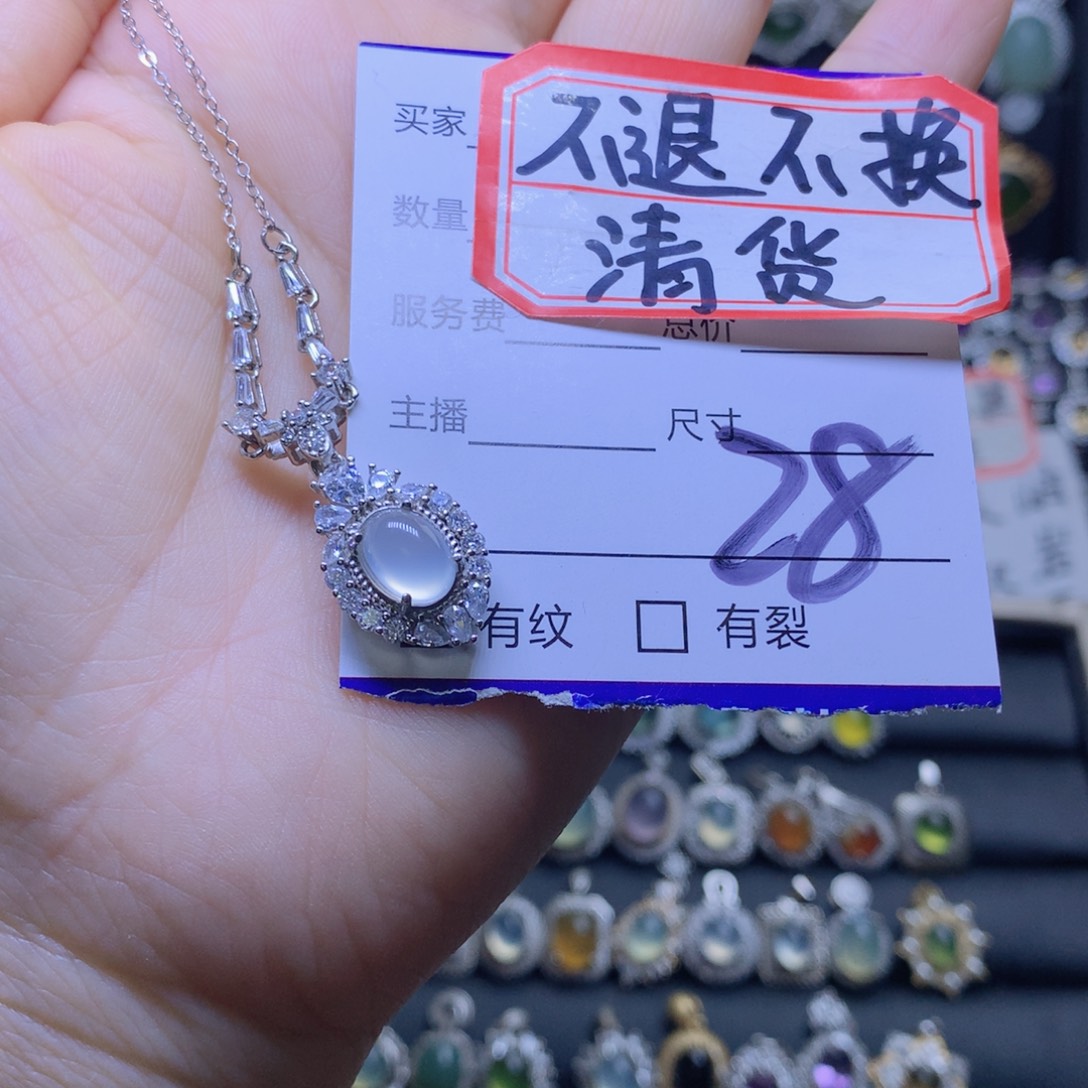 不退不换
清货
买家
数量
服务费 总价
主播 尺寸
28
有纹 有裂